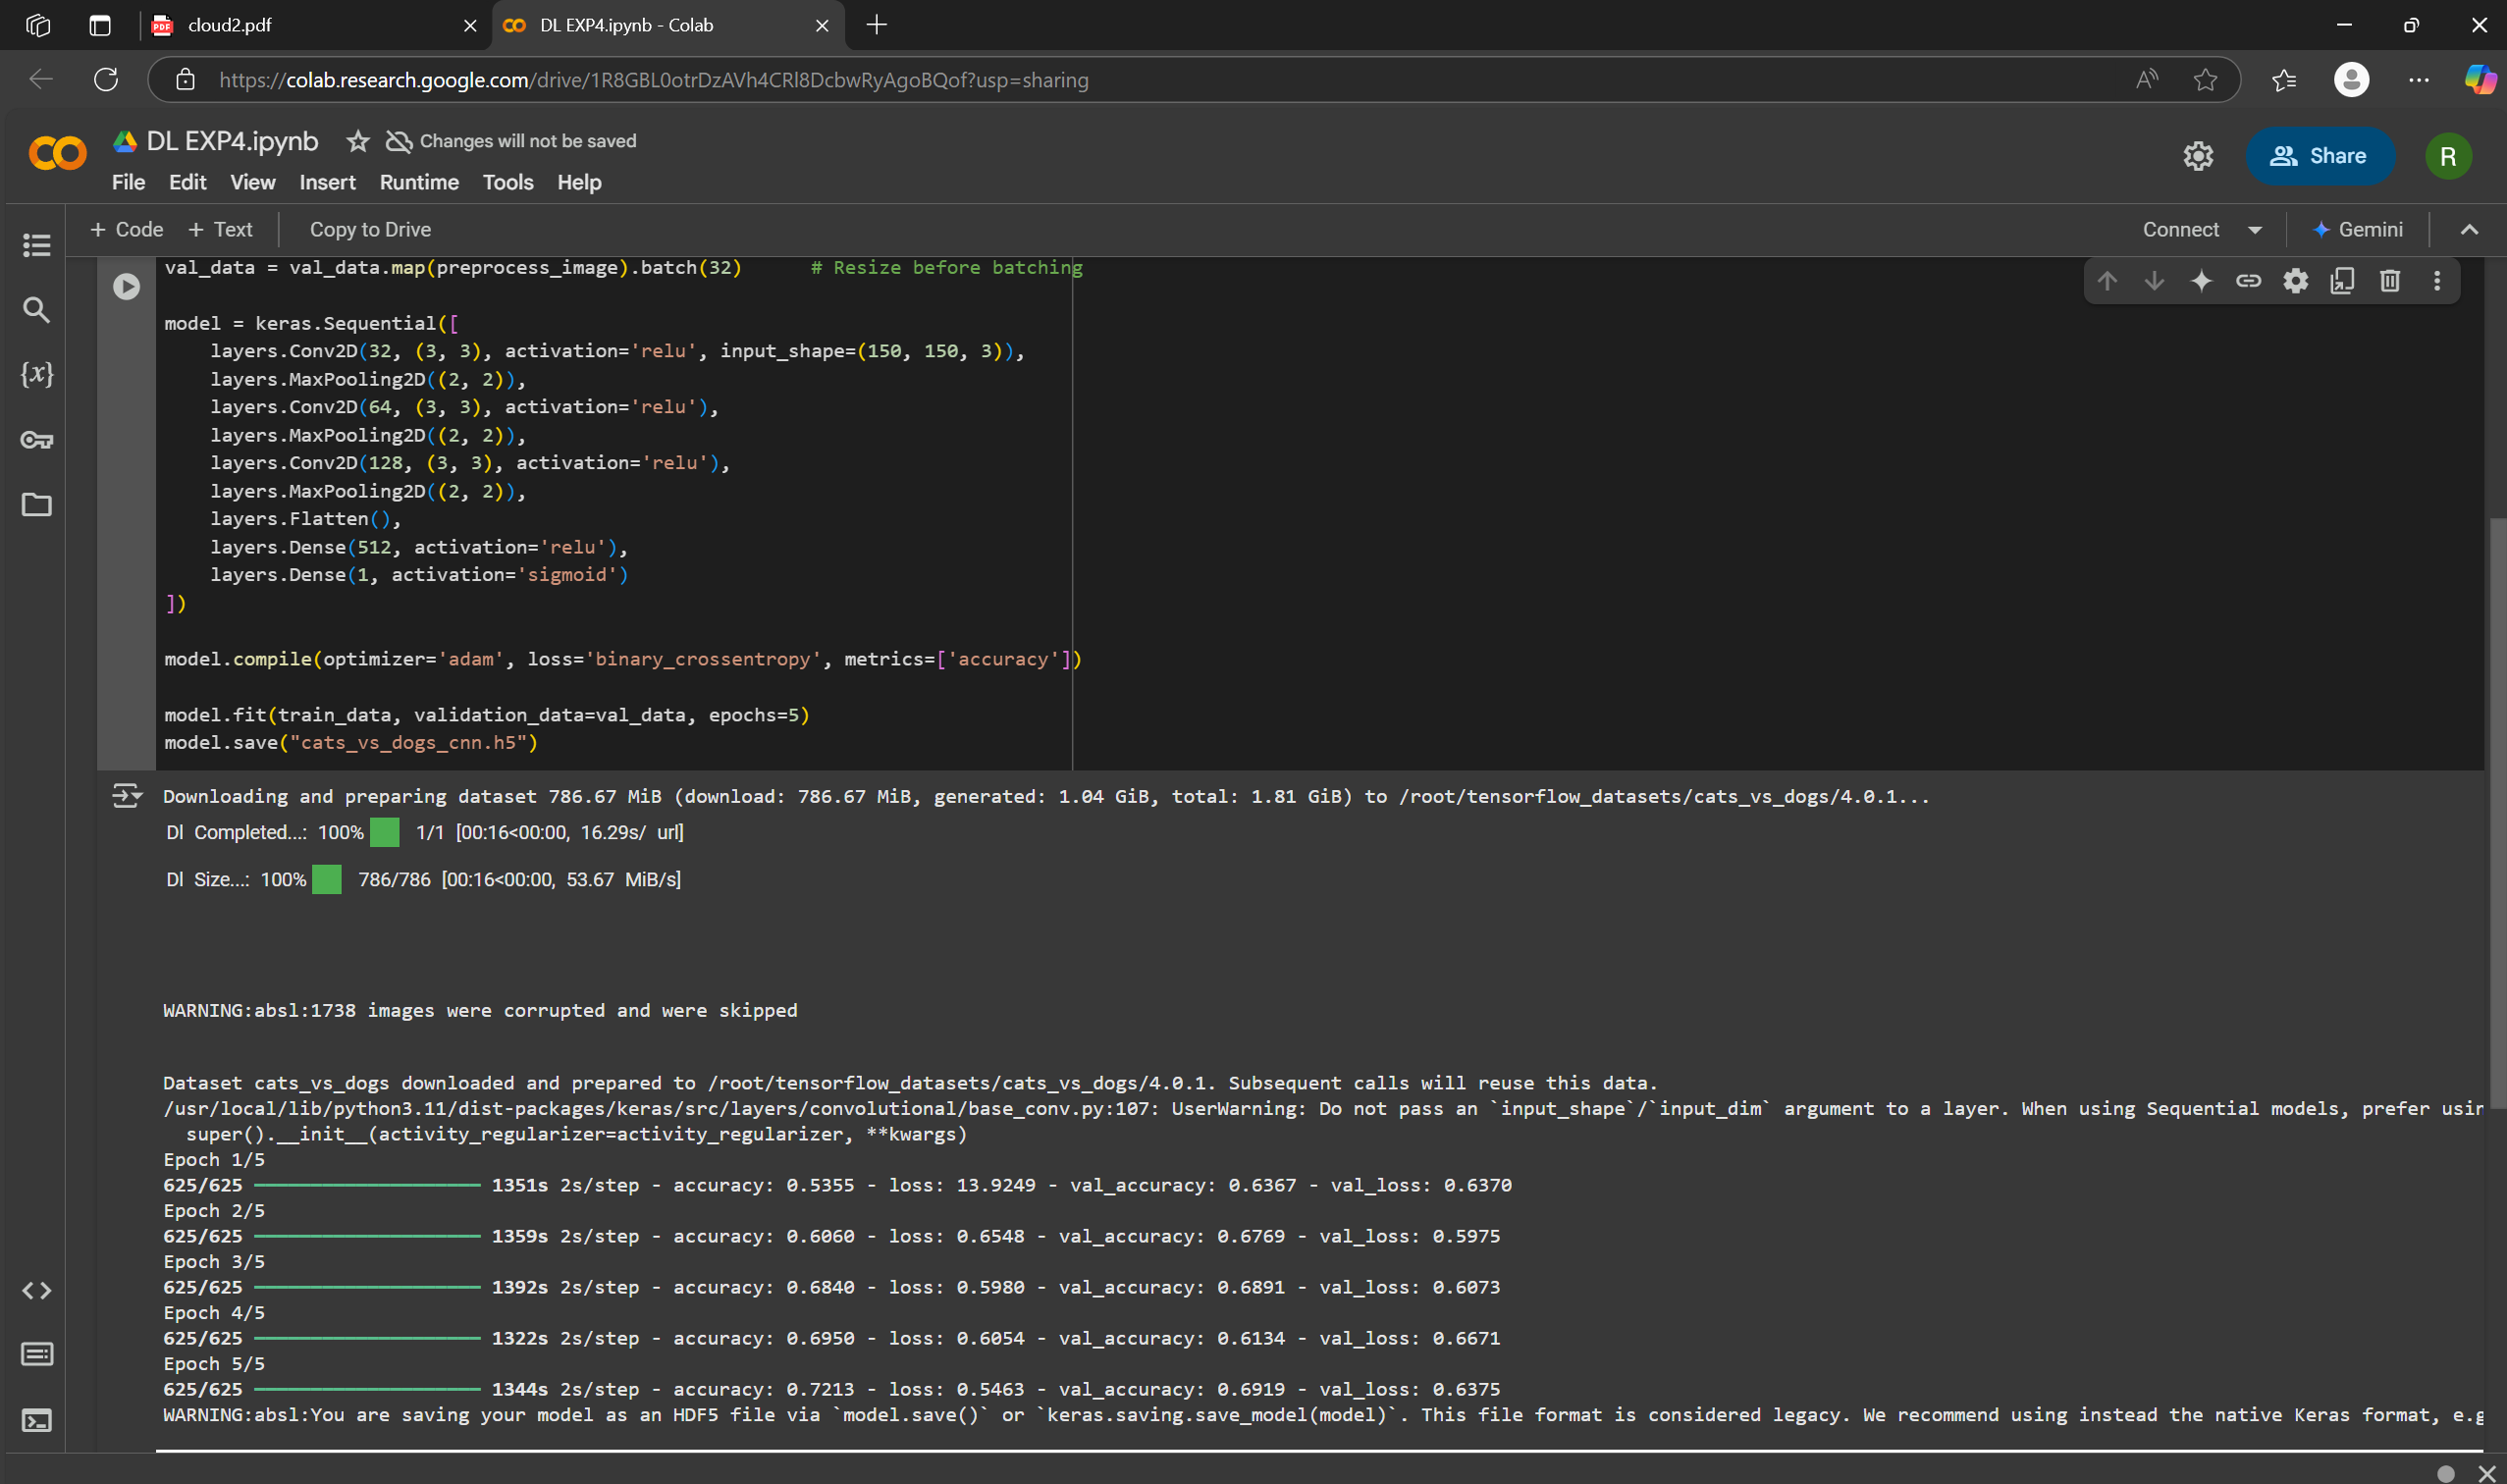 cloud2.pdf
DL EXP4.ipynb - Colab
https://colab.research.google.com/drive/1R8GBL0otrDzAVh4CRl8DcbwRyAgoBQof?usp=sharing
DL EXP4.ipynb
Changes will not be saved
Share
R
File Edit View Insert Runtime Tools Help
+ Code + Text Copy to Drive Connect Gemini
val_data = val_data.map(preprocess_image).batch(32)      # Resize before batching
model = keras.Sequential([
    layers.Conv2D(32, (3, 3), activation='relu', input_shape=(150, 150, 3)),
    layers.MaxPooling2D((2, 2)),
    layers.Conv2D(64, (3, 3), activation='relu'),
    layers.MaxPooling2D((2, 2)),
    layers.Conv2D(128, (3, 3), activation='relu'),
    layers.MaxPooling2D((2, 2)),
    layers.Flatten(),
    layers.Dense(512, activation='relu'),
    layers.Dense(1, activation='sigmoid')
])
model.compile(optimizer='adam', loss='binary_crossentropy', metrics=['accuracy'])
model.fit(train_data, validation_data=val_data, epochs=5)
model.save("cats_vs_dogs_cnn.h5")
Downloading and preparing dataset 786.67 MiB (download: 786.67 MiB, generated: 1.04 GiB, total: 1.81 GiB) to /root/tensorflow_datasets/cats_vs_dogs/4.0.1...
Dl Completed...: 100% 1/1 [00:16<00:00, 16.29s/ url]
Dl Size...: 100% 786/786 [00:16<00:00, 53.67 MiB/s]
WARNING:absl:1738 images were corrupted and were skipped
Dataset cats_vs_dogs downloaded and prepared to /root/tensorflow_datasets/cats_vs_dogs/4.0.1. Subsequent calls will reuse this data.
/usr/local/lib/python3.11/dist-packages/keras/src/layers/convolutional/base_conv.py:107: UserWarning: Do not pass an `input_shape`/`input_dim` argument to a layer. When using Sequential models, prefer
  super().__init__(activity_regularizer=activity_regularizer, **kwargs)
Epoch 1/5
625/625 1351s 2s/step - accuracy: 0.5355 - loss: 13.9249 - val_accuracy: 0.6367 - val_loss: 0.6370
Epoch 2/5
625/625 1359s 2s/step - accuracy: 0.6060 - loss: 0.6548 - val_accuracy: 0.6769 - val_loss: 0.5975
Epoch 3/5
625/625 1392s 2s/step - accuracy: 0.6840 - loss: 0.5980 - val_accuracy: 0.6891 - val_loss: 0.6073
Epoch 4/5
625/625 1322s 2s/step - accuracy: 0.6950 - loss: 0.6054 - val_accuracy: 0.6134 - val_loss: 0.6671
Epoch 5/5
625/625 1344s 2s/step - accuracy: 0.7213 - loss: 0.5463 - val_accuracy: 0.6919 - val_loss: 0.6375
WARNING:absl:You are saving your model as an HDF5 file via `model.save()` or `keras.saving.save_model(model)`. This file format is considered legacy. We recommend using instead the native Keras format,